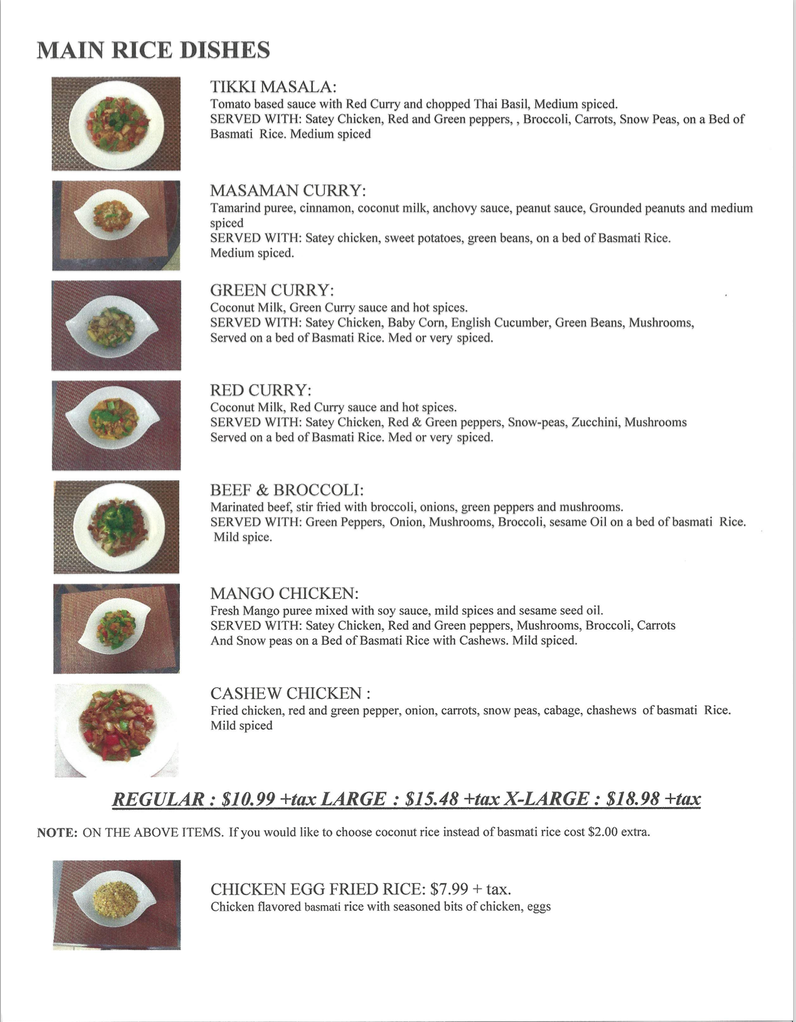 MAIN RICE DISHES
TIKKI MASALA:
Tomato based sauce with Red Curry and chopped Thai Basil, Medium spiced.
SERVED WITH: Satey Chicken, Red and Green peppers, , Broccoli, Carrots, Snow Peas, on a Bed of
Basmati Rice. Medium spiced
MASAMAN CURRY:
Tamarind puree, cinnamon, coconut milk, anchovy sauce, peanut sauce, Grounded peanuts and medium
spiced
SERVED WITH: Satey chicken, sweet potatoes, green beans, on a bed of Basmati Rice.
Medium spiced.
GREEN CURRY:
Coconut Milk, Green Curry sauce and hot spices.
SERVED WITH: Satey Chicken, Baby Corn, English Cucumber, Green Beans, Mushrooms,
Served on a bed of Basmati Rice. Med or very spiced.
RED CURRY:
Coconut Milk, Red Curry sauce and hot spices.
SERVED WITH: Satey Chicken, Red & Green peppers, Snow-peas, Zucchini, Mushrooms
Served on a bed of Basmati Rice. Med or very spiced.
BEEF & BROCCOLI:
Marinated beef, stir fried with broccoli, onions, green peppers and mushrooms.
SERVED WITH: Green Peppers, Onion, Mushrooms, Broccoli, sesame Oil on a bed of basmati Rice.
Mild spice.
MANGO CHICKEN:
Fresh Mango puree mixed with soy sauce, mild spices and sesame seed oil.
SERVED WITH: Satey Chicken, Red and Green peppers, Mushrooms, Broccoli, Carrots
And Snow peas on a Bed of Basmati Rice with Cashews. Mild spiced.
CASHEW CHICKEN :
Fried chicken, red and green pepper, onion, carrots, snow peas, cabage, chashews of basmati Rice.
Mild spiced
REGULAR : $10.99 +tax LARGE : $15.48 +tax X-LARGE : $18.98 +tax
NOTE: ON THE ABOVE ITEMS. If you would like to choose coconut rice instead of basmati rice cost $2.00 extra.
CHICKEN EGG FRIED RICE: $7.99 + tax.
Chicken flavored basmati rice with seasoned bits of chicken, eggs